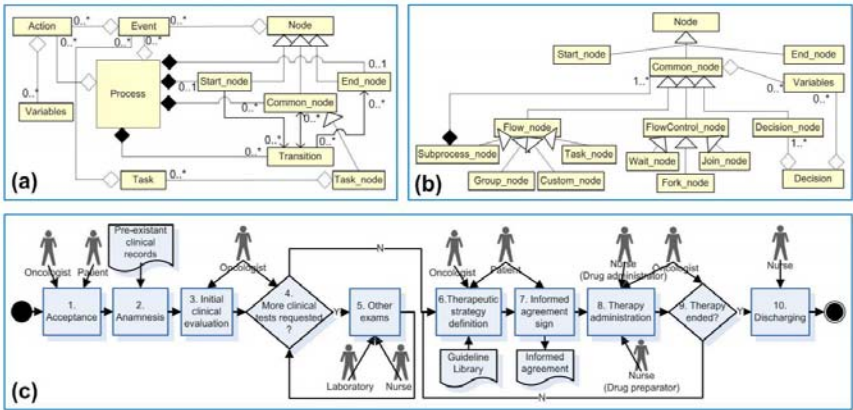 Action
0..*
Event
0..*
Node
0..*
0..*
0..*
0..1
Process
Start_node
End_node
0..1
0..*
Common_node
0..*
0..*
0..*
Variables
0..*
0..*
Transition
(a)
Task
0..*
0..*
Task_node
Node
Start_node
End_node
Common_node
1..*
0..*
Variables
0..*
Flow_node
FlowControl_node
Decision_node
1..*
Subprocess_node
Task_node
Wait_node
Join_node
Group_node
Custom_node
Fork_node
Decision
(b)
Pre-existant
clinical
records
Oncologist
Patient
Oncologist
N
Oncologist
Patient
Nurse
(Drug administrator)
Oncologist
Nurse
1.
Acceptance
2.
Anamnesis
3. Initial
clinical
evaluation
4.
More clinical
tests requested
?
Y
5. Other
exams
6.Therapeutic
strategy
definition
7. Informed
agreement
sign
8. Therapy
administration
9. Therapy
ended?
Y
10.
Discharging
Laboratory
Nurse
Guideline
Library
Informed
agreement
Nurse
(Drug preparator)
N
(c)